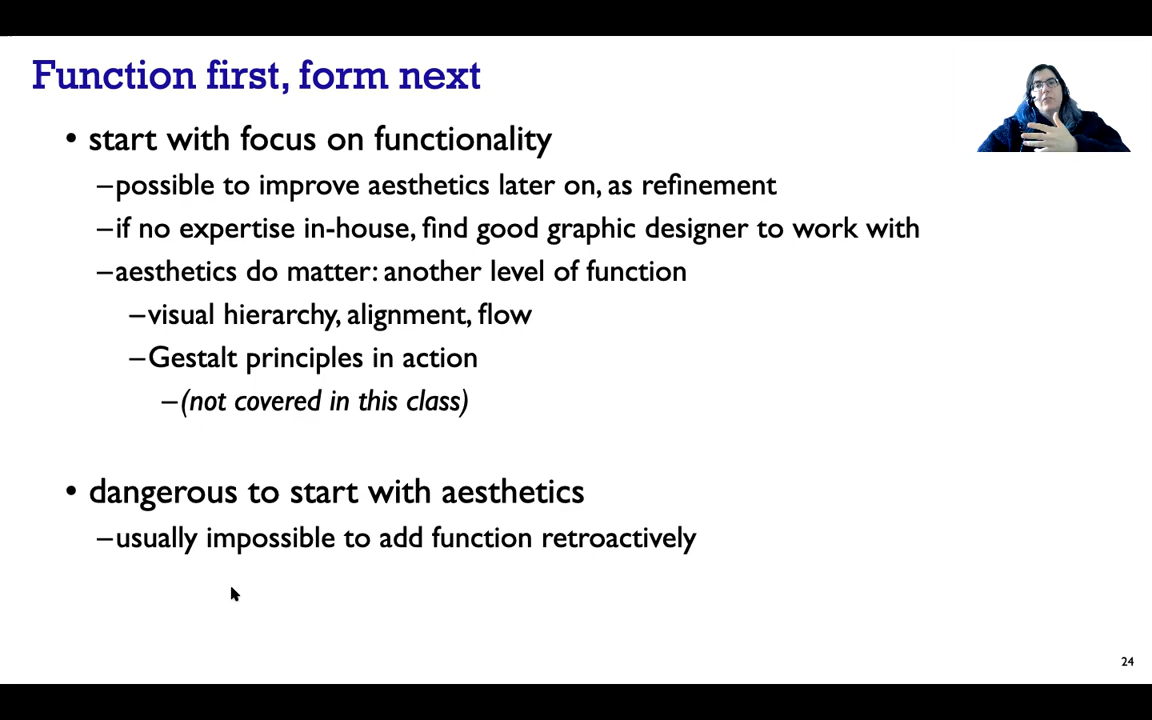 Function first, form next
• start with focus on functionality
–possible to improve aesthetics later on, as refinement
–if no expertise in-house, find good graphic designer to work with
–aesthetics do matter: another level of function
–visual hierarchy, alignment, flow
–Gestalt principles in action
–(not covered in this class)
• dangerous to start with aesthetics
–usually impossible to add function retroactively
24